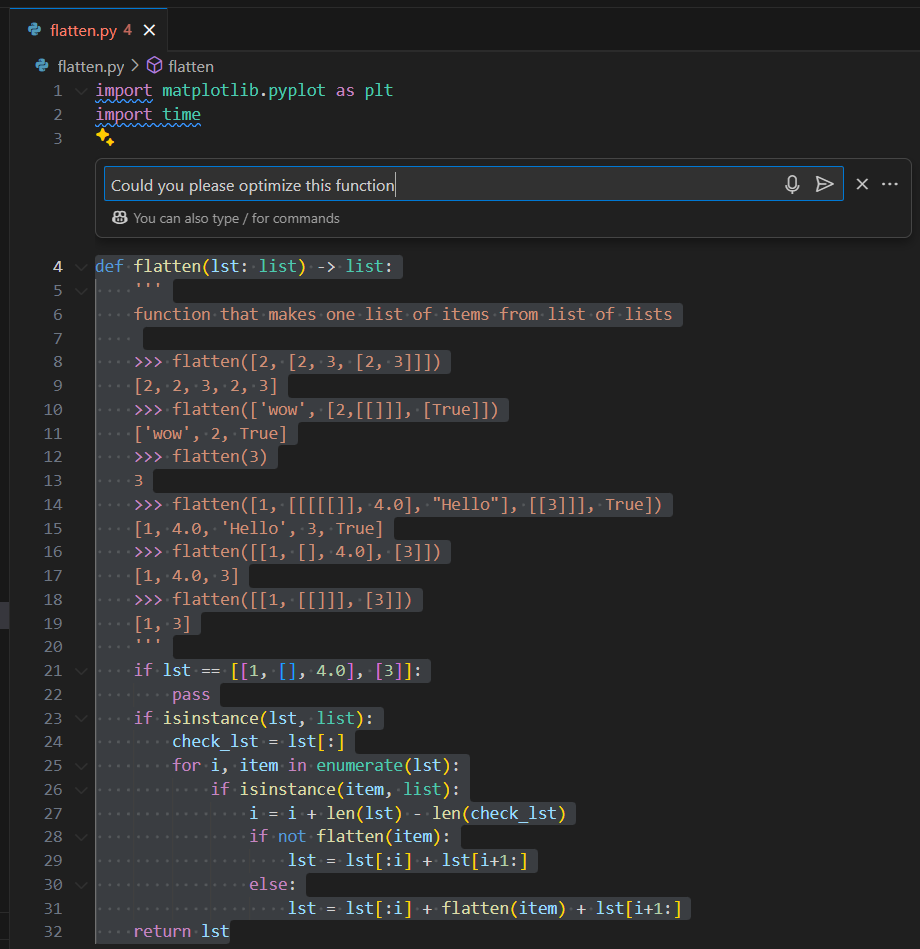 flatten.py 4
flatten.py > flatten
1 import matplotlib.pyplot as plt
2 import time
3
Could you please optimize this function
You can also type / for commands
4 def flatten(lst: list) -> list:
5     '''
6     function that makes one list of items from list of lists
7
8     >>> flatten([2, [2, 3, [2, 3]]])
9     [2, 2, 3, 2, 3]
10     >>> flatten(['wow', [2,[[]]], [True]])
11     ['wow', 2, True]
12     >>> flatten(3)
13     3
14     >>> flatten([1, [[[[[]], 4.0], "Hello"], [[3]]], True])
15     [1, 4.0, 'Hello', 3, True]
16     >>> flatten([[1, [], 4.0], [3]])
17     [1, 4.0, 3]
18     >>> flatten([[1, [[]]], [3]])
19     [1, 3]
20     '''
21     if lst == [[1, [], 4.0], [3]]:
22         pass
23     if isinstance(lst, list):
24         check_lst = lst[:]
25         for i, item in enumerate(lst):
26             if isinstance(item, list):
27                 i = i + len(lst) - len(check_lst)
28                 if not flatten(item):
29                     lst = lst[:i] + lst[i+1:]
30                 else:
31                     lst = lst[:i] + flatten(item) + lst[i+1:]
32     return lst